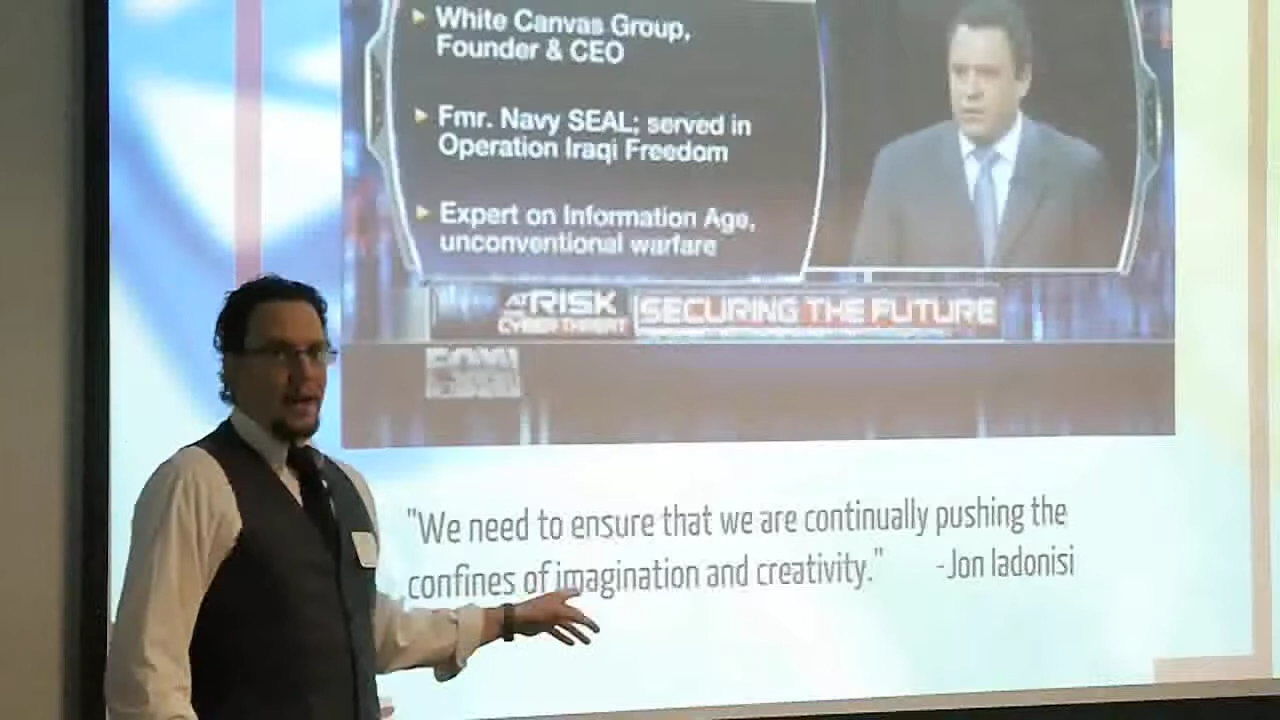 White Canvas Group,
Founder & CEO
Fmr. Navy SEAL; served in
Operation Iraqi Freedom
Expert on Information Age,
unconventional warfare
AT RISK
CYBER THREAT
SECURING THE FUTURE
"We need to ensure that we are continually pushing the
confines of imagination and creativity." -Jon Iadonisi